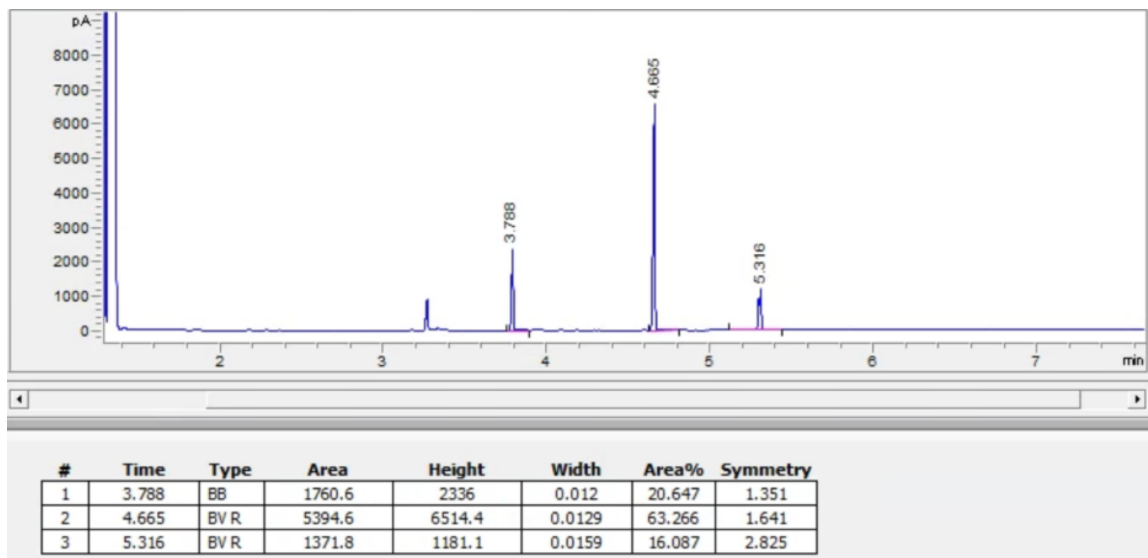 pA
8000
7000
6000
5000
4000
3000
2000
1000
0
3.788
4.665
5.316
2 3 4 5 6 7 min
# Time Type Area Height Width Area% Symmetry
1 3.788 BB 1760.6 2336 0.012 20.647 1.351
2 4.665 BV R 5394.6 6514.4 0.0129 63.266 1.641
3 5.316 BV R 1371.8 1181.1 0.0159 16.087 2.825